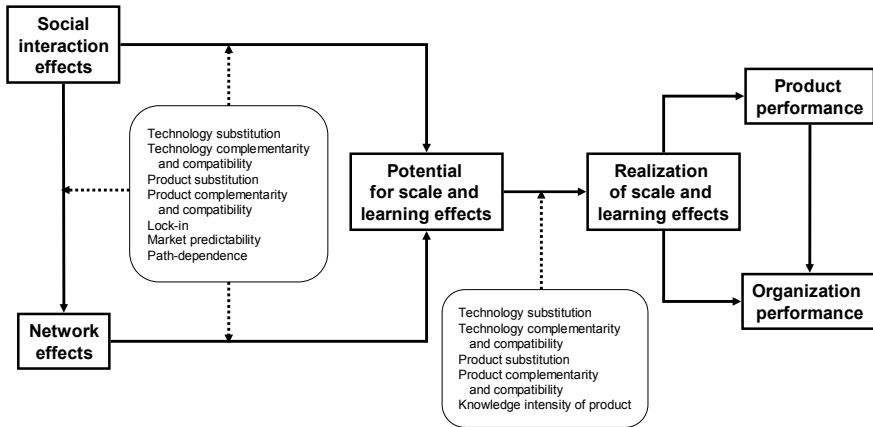 Social
interaction
effects
Technology substitution
Technology complementarity
and compatibility
Product substitution
Product complementarity
and compatibility
Lock-in
Market predictability
Path-dependence
Network
effects
Potential
for scale and
learning effects
Technology substitution
Technology complementarity
and compatibility
Product substitution
Product complementarity
and compatibility
Knowledge intensity of product
Realization
of scale and
learning effects
Product
performance
Organization
performance